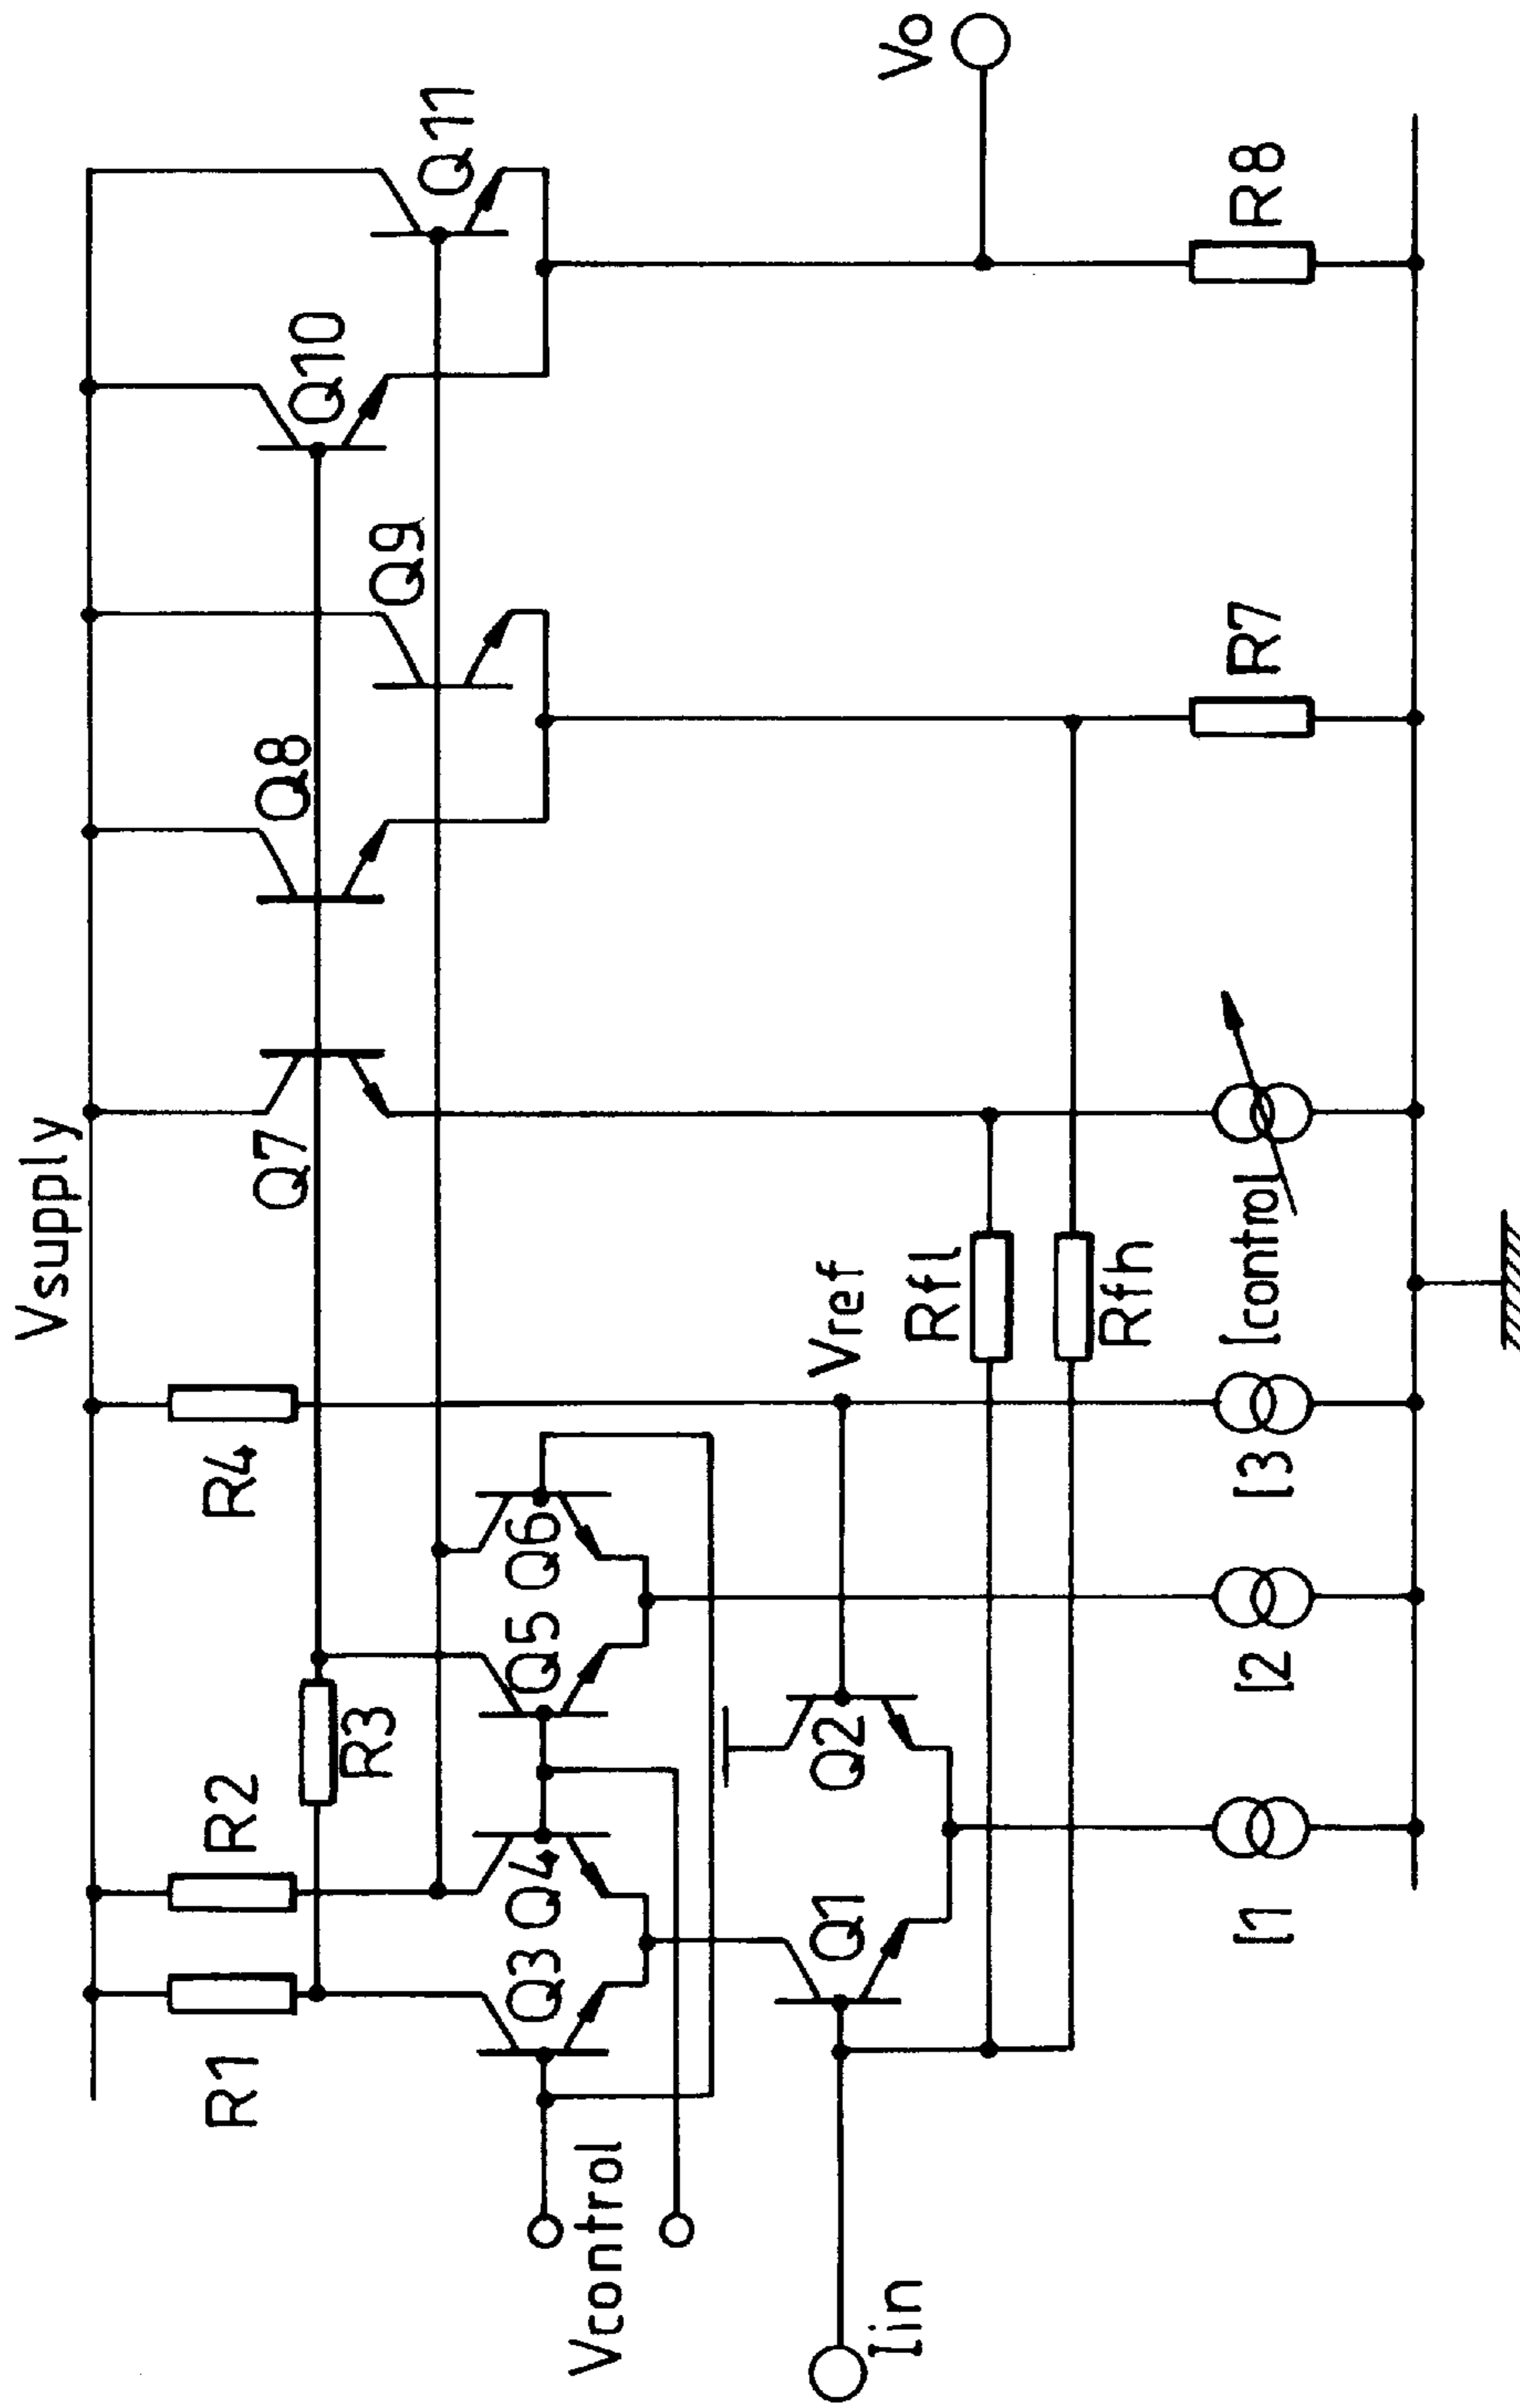 Vsupply
R1
R2
R3
R4
Q7
Q8
Q9
Q10
Q11
Vcontrol
Q3
Q4
Q5
Q6
Iin
Q1
Q2
Vref
Rfl
Rfh
Vo
I1
I2
I3
Icontrol
R7
R8